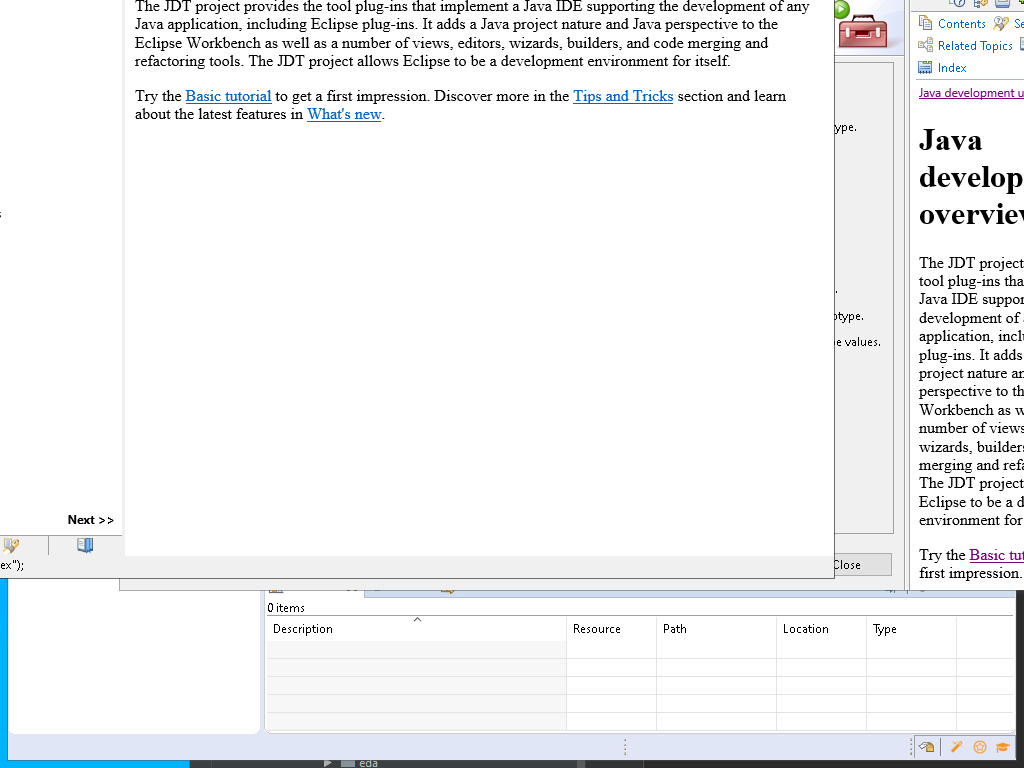 The JDT project provides the tool plug-ins that implement a Java IDE supporting the development of any
Java application, including Eclipse plug-ins. It adds a Java project nature and Java perspective to the
Eclipse Workbench as well as a number of views, editors, wizards, builders, and code merging and
refactoring tools. The JDT project allows Eclipse to be a development environment for itself.
Try the Basic tutorial to get a first impression. Discover more in the Tips and Tricks section and learn
about the latest features in What's new.
Next >>
ex");
ype.
otype.
e values.
Close
Contents
Se
Related Topics
Index
Java development u
Java
develop
overview
The JDT project
tool plug-ins tha
Java IDE suppor
development of a
application, inclu
plug-ins. It adds
project nature an
perspective to th
Workbench as w
number of views
wizards, builders
merging and refa
The JDT project
Eclipse to be a d
environment for
Try the Basic tut
first impression.
0 items
Description Resource Path Location Type
eda